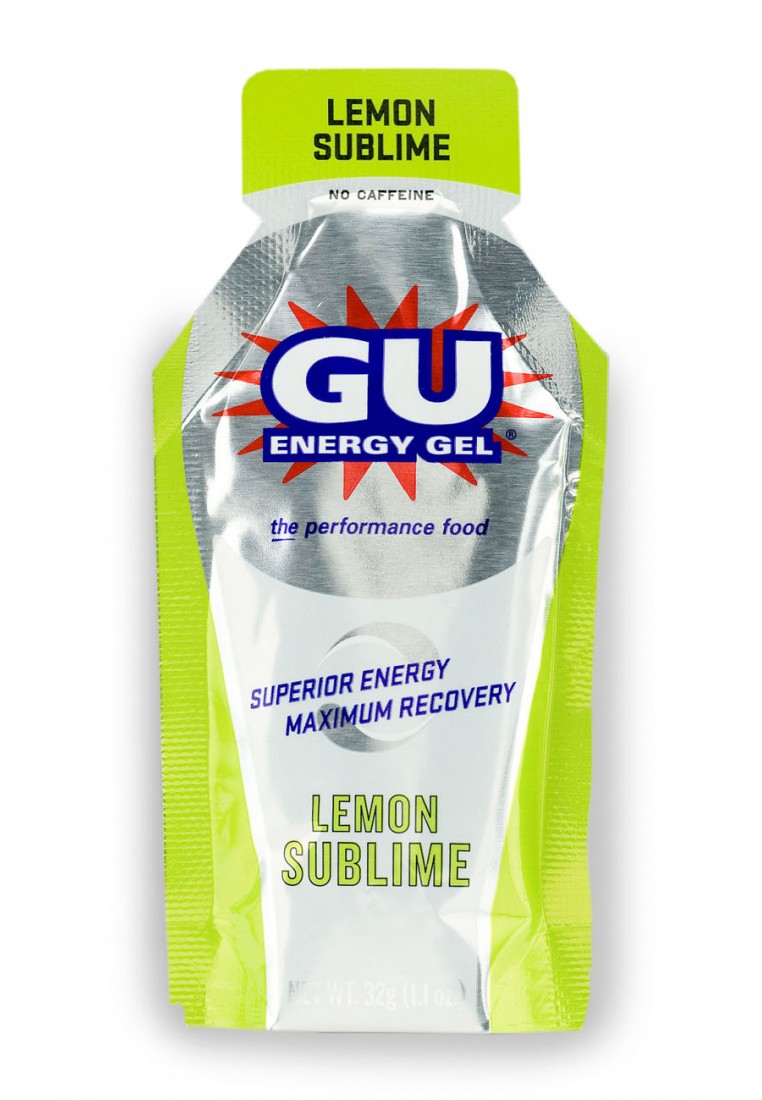 LEMON
SUBLIME
NO CAFFEINE
GU
ENERGY GEL ®
the performance food
SUPERIOR ENERGY
MAXIMUM RECOVERY
LEMON
SUBLIME
NET WT. 32g (1.1 oz.)